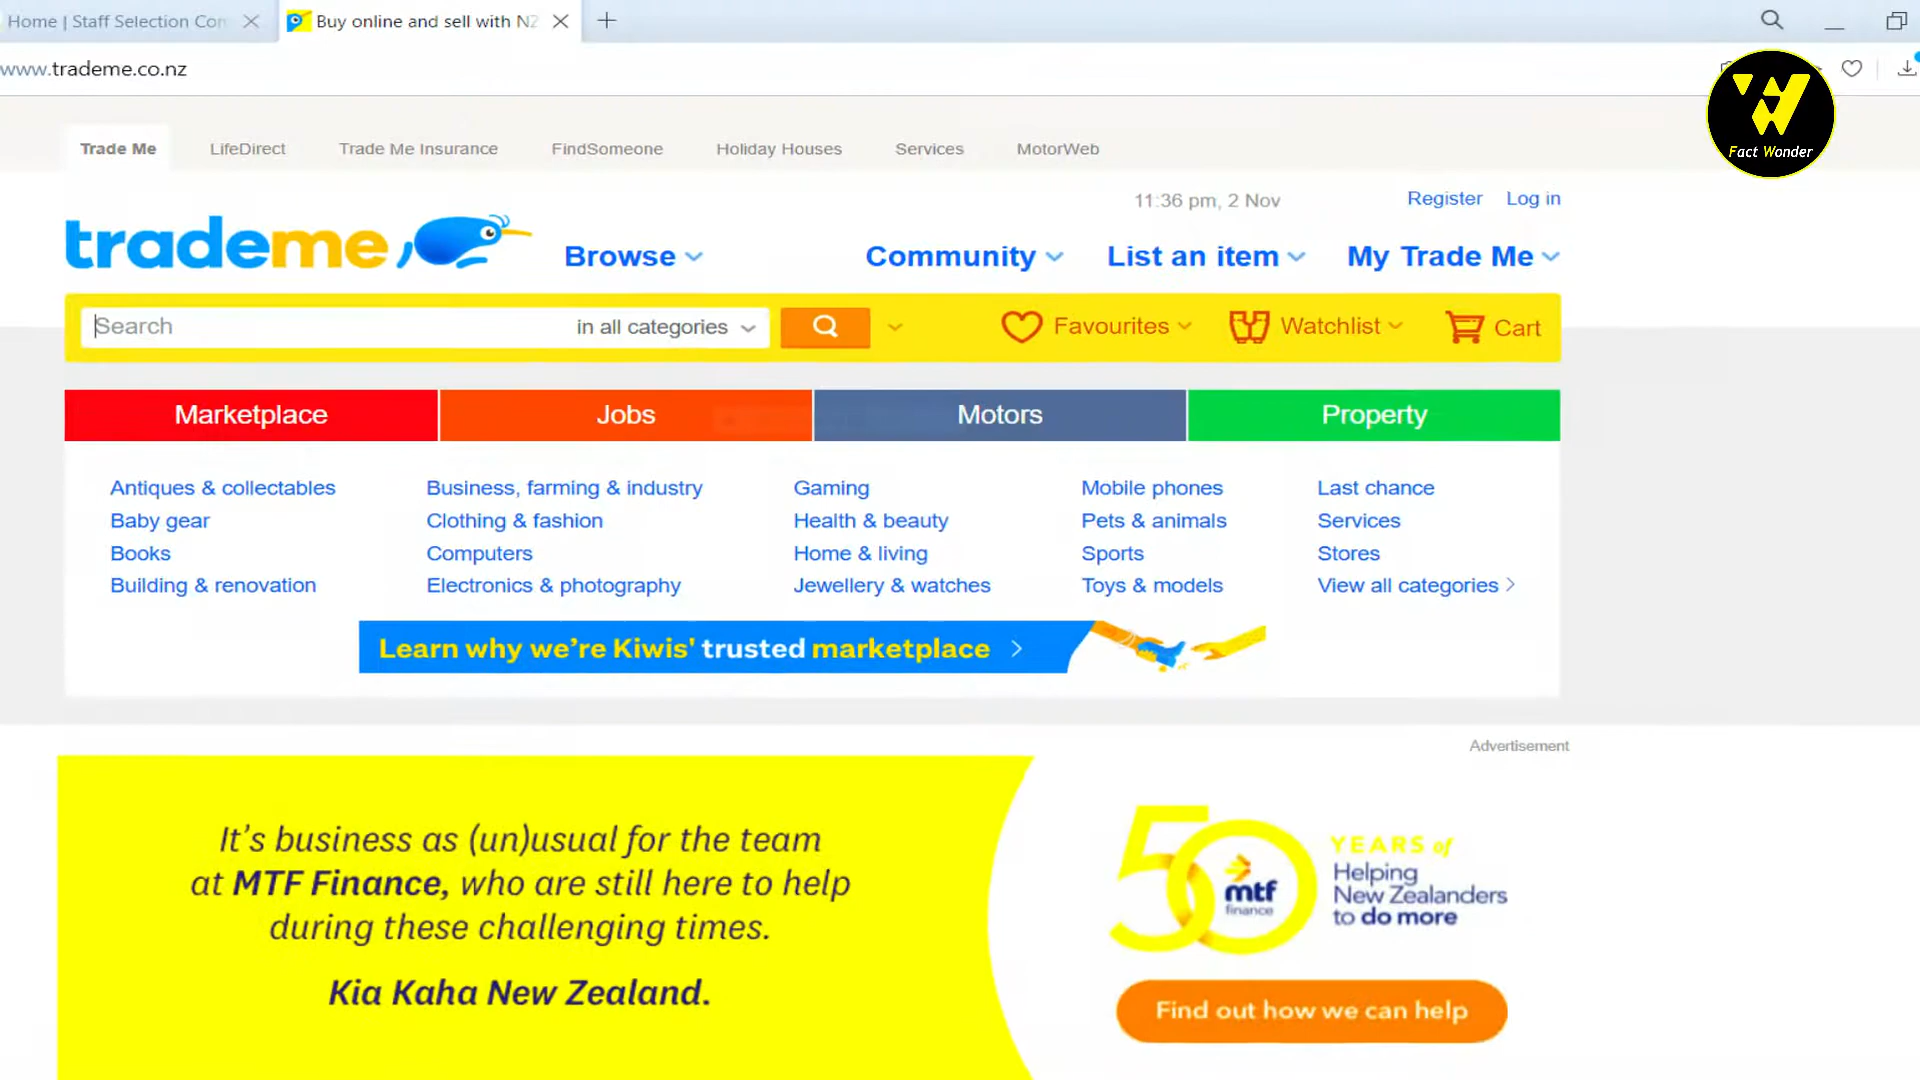 Home | Staff Selection Con
Buy online and sell with NZ
www.trademe.co.nz
Fact Wonder
Trade Me LifeDirect Trade Me Insurance FindSomeone Holiday Houses Services MotorWeb
11:36 pm, 2 Nov Register Log in
trademe Browse Community List an item My Trade Me
Search in all categories Favourites Watchlist Cart
Marketplace Jobs Motors Property
Antiques & collectables Business, farming & industry Gaming Mobile phones Last chance
Baby gear Clothing & fashion Health & beauty Pets & animals Services
Books Computers Home & living Sports Stores
Building & renovation Electronics & photography Jewellery & watches Toys & models View all categories
Learn why we're Kiwis' trusted marketplace
Advertisement
It's business as (un)usual for the team
at MTF Finance, who are still here to help
during these challenging times.
Kia Kaha New Zealand.
50 YEARS of
mtf
finance
Helping
New Zealanders
to do more
Find out how we can help